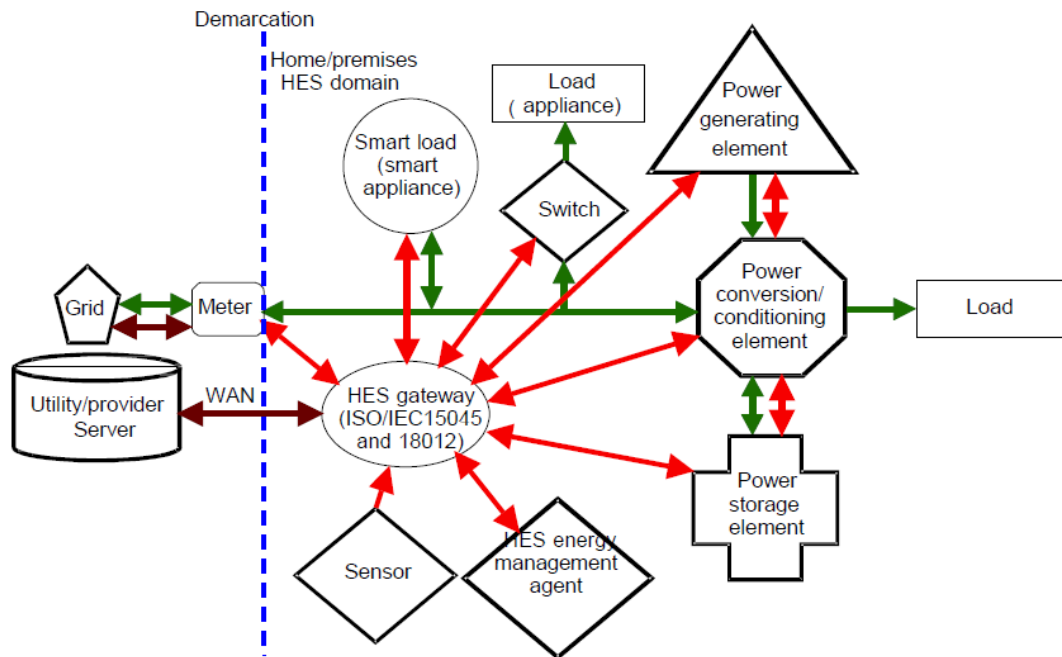 Demarcation
Home/premises
HES domain
Load
( appliance)
Power
generating
element
Smart load
(smart
appliance)
Switch
Grid
Meter
Power
conversion/
conditioning
element
Load
Utility/provider
Server
WAN
HES gateway
(ISO/IEC15045
and 18012)
Power
storage
element
Sensor
HES energy
management
agent